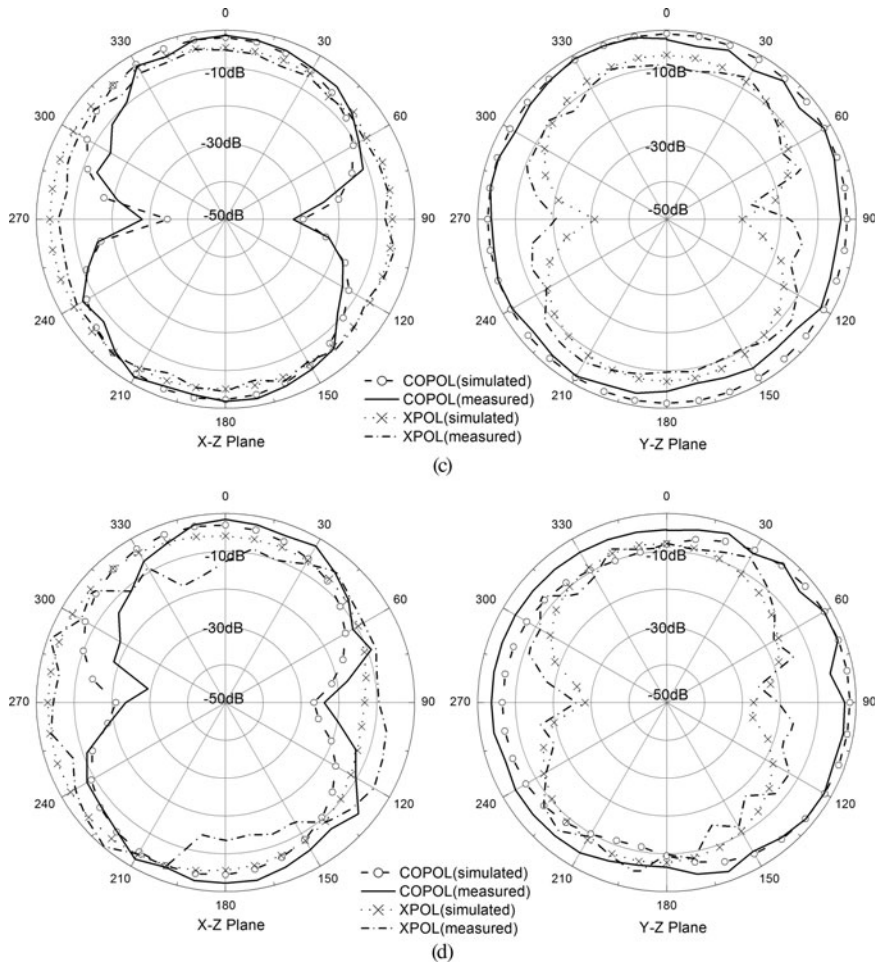 0
330
30
-10dB
300
60
-30dB
270
-50dB
90
240
120
210
150
180
X-Z Plane
0
330
30
-10dB
300
60
-30dB
270
-50dB
90
240
120
210
150
180
Y-Z Plane
COPOL(simulated)
COPOL(measured)
XPOL(simulated)
XPOL(measured)
(c)
0
330
30
-10dB
300
60
-30dB
270
-50dB
90
240
120
210
150
180
X-Z Plane
0
330
30
-10dB
300
60
-30dB
270
-50dB
90
240
120
210
150
180
Y-Z Plane
COPOL(simulated)
COPOL(measured)
XPOL(simulated)
XPOL(measured)
(d)